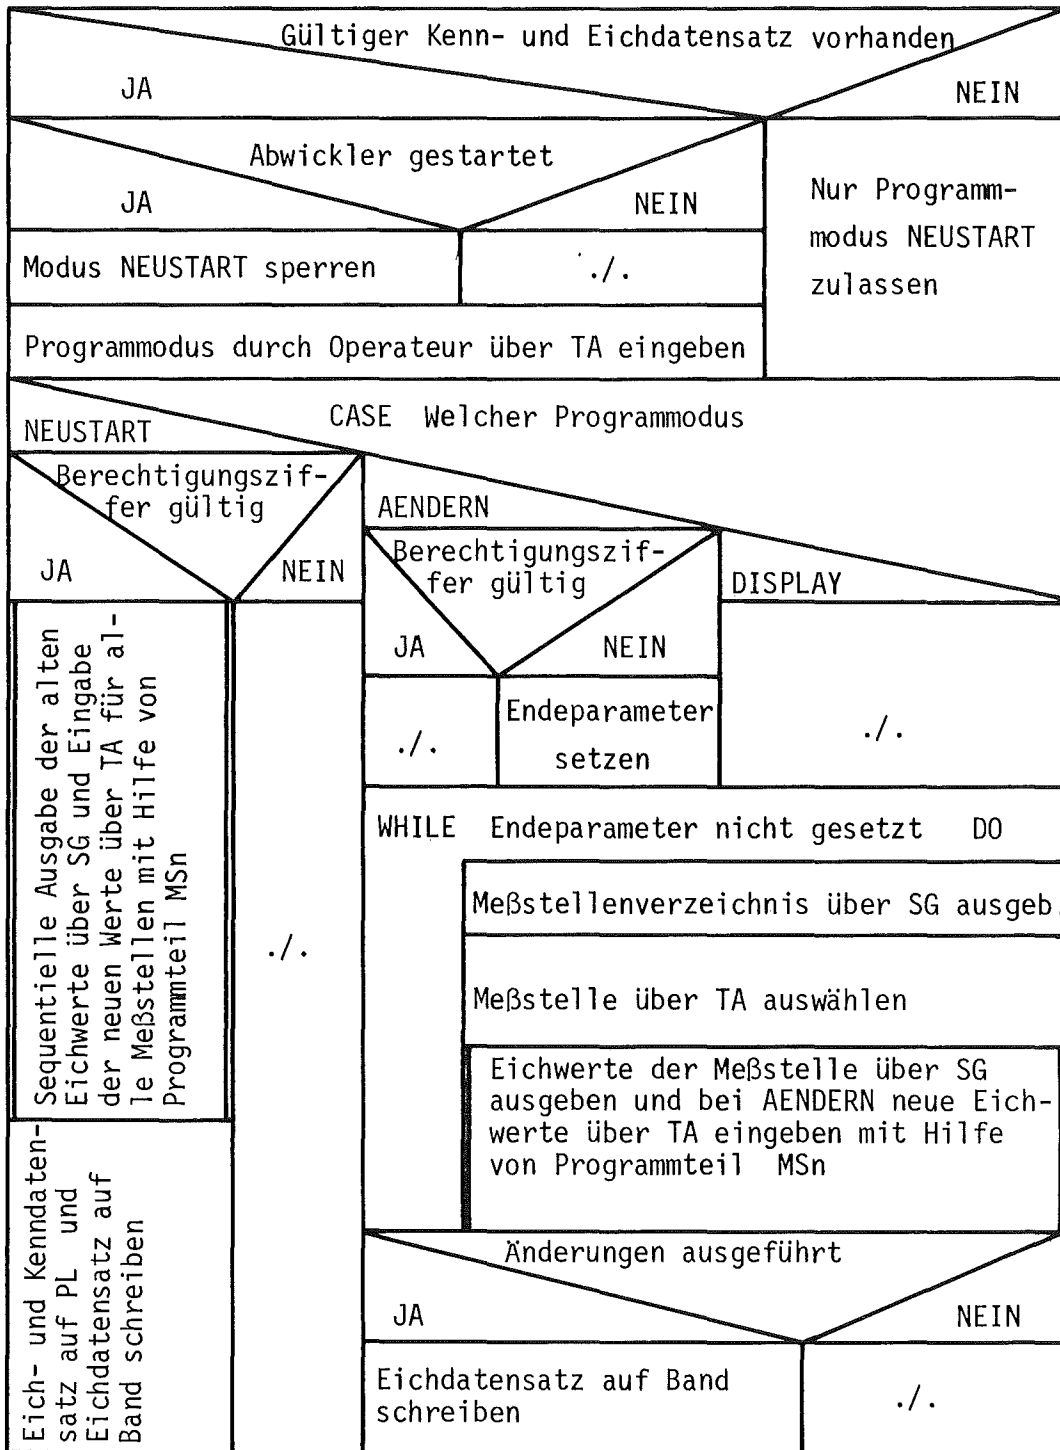 Gültiger Kenn- und Eichdatensatz vorhanden
JA
NEIN
Abwickler gestartet
JA
NEIN
Nur Programm-
modus NEUSTART
zulassen
Modus NEUSTART sperren
./.
Programmodus durch Operateur über TA eingeben
CASE Welcher Programmodus
NEUSTART
Berechtigungszif-
fer gültig
JA
NEIN
AENDERN
Berechtigungszif-
fer gültig
JA
NEIN
DISPLAY
Sequentielle Ausgabe der alten
Eichwerte über SG und Eingabe
der neuen Werte über TA für al-
le Meßstellen mit Hilfe von
Programmteil MSn
./.
./.
Endeparameter
setzen
./.
WHILE Endeparameter nicht gesetzt DO
Meßstellenverzeichnis über SG ausgeb.
Meßstelle über TA auswählen
Eichwerte der Meßstelle über SG
ausgeben und bei AENDERN neue Eich-
werte über TA eingeben mit Hilfe
von Programmteil MSn
Eich- und Kenndaten-
satz auf PL und
Eichdatensatz auf
Band schreiben
Änderungen ausgeführt
JA
NEIN
Eichdatensatz auf Band
schreiben
./.